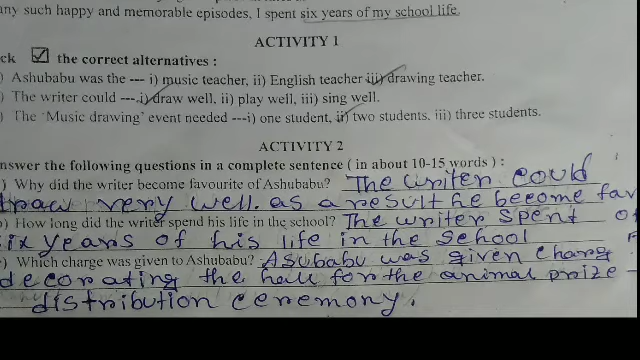 any such happy and memorable episodes, I spent six years of my school life.
ACTIVITY 1
ck ☑ the correct alternatives :
) Ashubabu was the --- i) music teacher, ii) English teacher iii) drawing teacher.
) The writer could --- i) draw well, ii) play well, iii) sing well.
) The 'Music drawing' event needed ---i) one student, ii) two students, iii) three students.
ACTIVITY 2
nswer the following questions in a complete sentence ( in about 10-15 words ) :
) Why did the writer become favourite of Ashubabu? The writer could
draw very well. as a result he become fav
) How long did the writer spend his life in the school? The writer spent
six years of his life in the school
) Which charge was given to Ashubabu? Asubabu was given charg
decorating the hall for the animal prize
distribution ceremony.